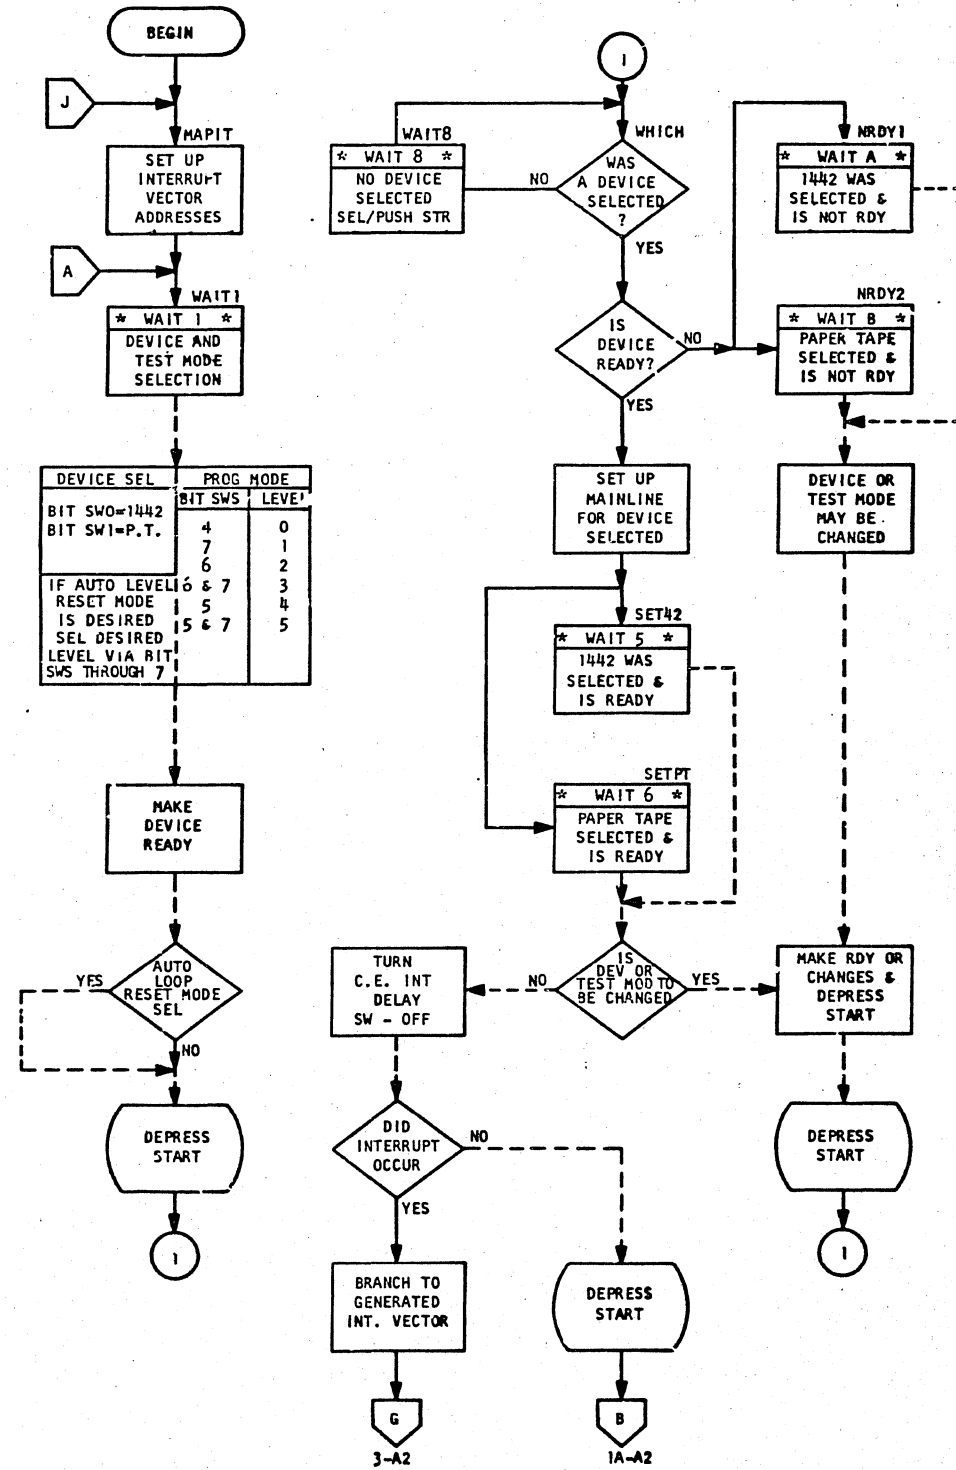 BEGIN
J
MAPIT
SET UP
INTERRUPT
VECTOR
ADDRESSES
A
WAIT1
* WAIT 1 *
DEVICE AND
TEST MODE
SELECTION
DEVICE SEL
PROG MODE
BIT SWS
LEVEL
BIT SW0=1442
BIT SW1=P.T.
4 0
7 1
6 2
6 & 7 3
5 4
5 & 7 5
IF AUTO LEVEL
RESET MODE
IS DESIRED
SEL DESIRED
LEVEL VIA BIT
SWS THROUGH 7
MAKE
DEVICE
READY
AUTO
LOOP
RESET MODE
SEL
YES
NO
DEPRESS
START
1
1
WAIT8
* WAIT 8 *
NO DEVICE
SELECTED
SEL/PUSH STR
WHICH
WAS
A DEVICE
SELECTED
?
NO
YES
IS
DEVICE
READY?
NO
YES
NRDY1
* WAIT A *
1442 WAS
SELECTED &
IS NOT RDY
NRDY2
* WAIT B *
PAPER TAPE
SELECTED &
IS NOT RDY
SET UP
MAINLINE
FOR DEVICE
SELECTED
DEVICE OR
TEST MODE
MAY BE
CHANGED
SET42
* WAIT 5 *
1442 WAS
SELECTED &
IS READY
SETPT
* WAIT 6 *
PAPER TAPE
SELECTED &
IS READY
IS
DEV OR
TEST MOD TO
BE CHANGED
NO
YES
TURN
C.E. INT
DELAY
SW - OFF
MAKE RDY OR
CHANGES &
DEPRESS
START
DID
INTERRUPT
OCCUR
NO
YES
DEPRESS
START
1
BRANCH TO
GENERATED
INT. VECTOR
DEPRESS
START
G
3-A2
B
1A-A2